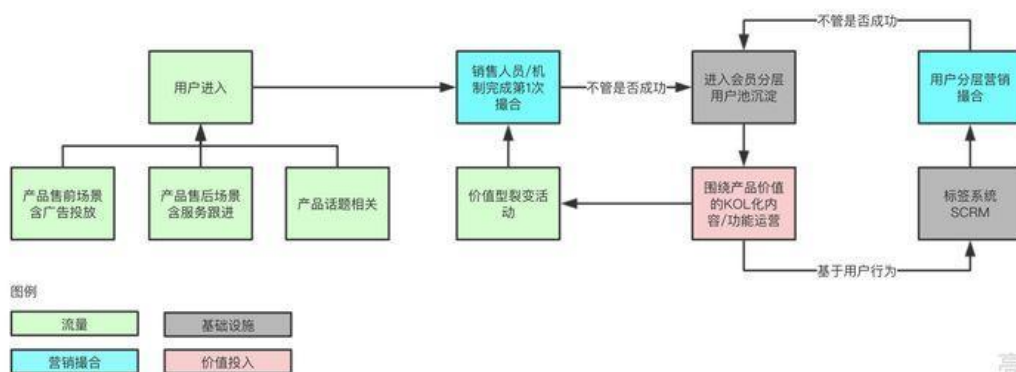 不管是否成功
用户进入
销售人员/机
制完成第1次
撮合
不管是否成功
进入会员分层
用户池沉淀
用户分层营销
撮合
产品售前场景
含广告投放
产品售后场景
含服务跟进
产品话题相关
价值型裂变活
动
围绕产品价值
的KOL化内
容/功能运营
标签系统
SCRM
基于用户行为
图例
流量
基础设施
营销撮合
价值投入
高